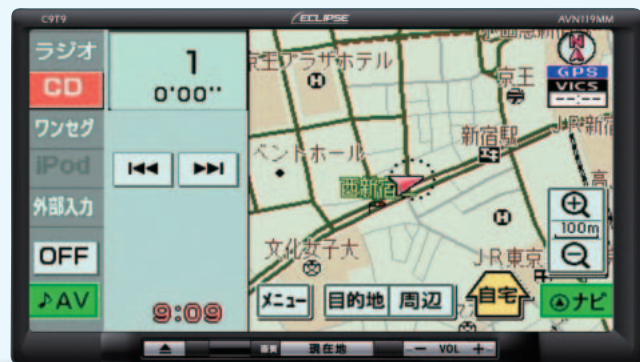 C9T9
ECLIPSE
AVN119MM
ラジオ
CD
ワンセグ
iPod
外部入力
OFF
♪AV
1
0'00"
9:09
京王プラザホテル
京王
N
GPS
VICS
--:--
新宿駅
JR新宿
ベントホール
西新宿
100m
文化女子大
JR東京
メニュー
目的地
周辺
自宅
ナビ
画質
現在地
− VOL +